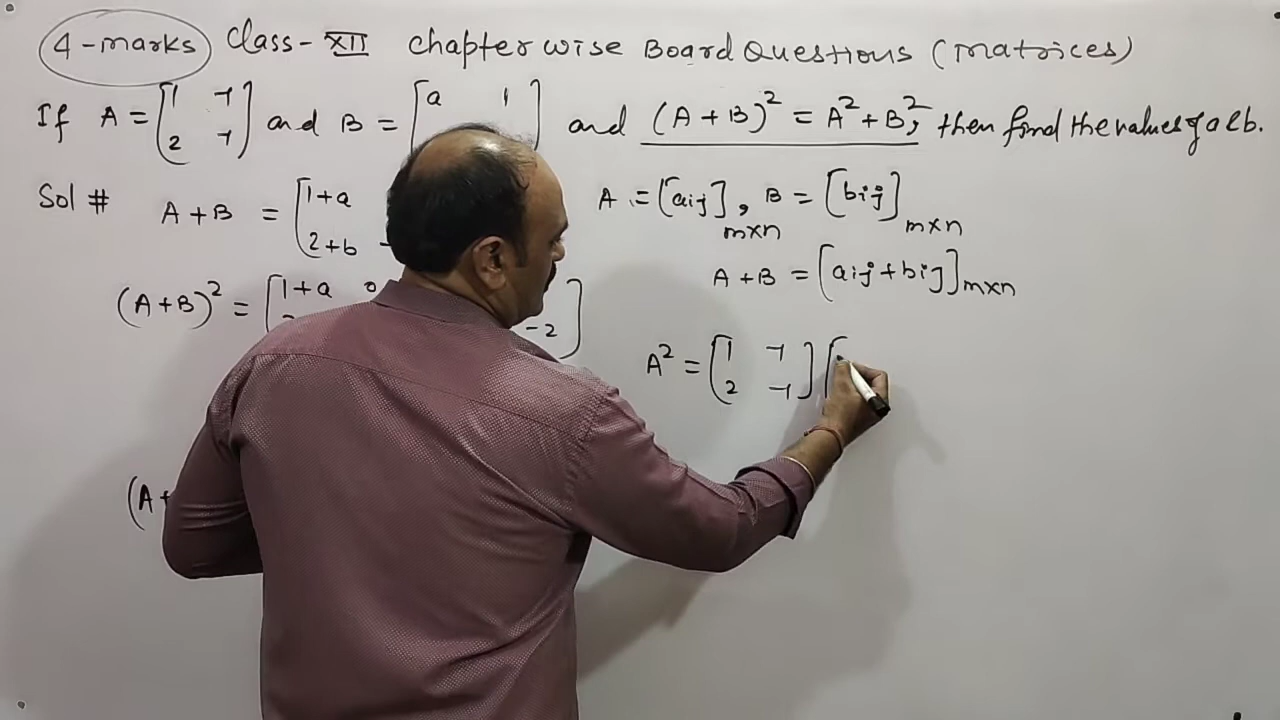 4-marks Class-XII Chapterwise Board Questions (Matrices)
If A = [1 -1 and B = [a 1 and (A+B)² = A²+B², then find the values of a & b.
2 -1]
Sol # A+B = [1+a A = [aij]m×n, B = [bij]m×n
2+b -
A+B = [aij+bij]m×n
(A+B)² = [1+a 0
-2]
A² = [1 -1] [
2 -1]
(A+